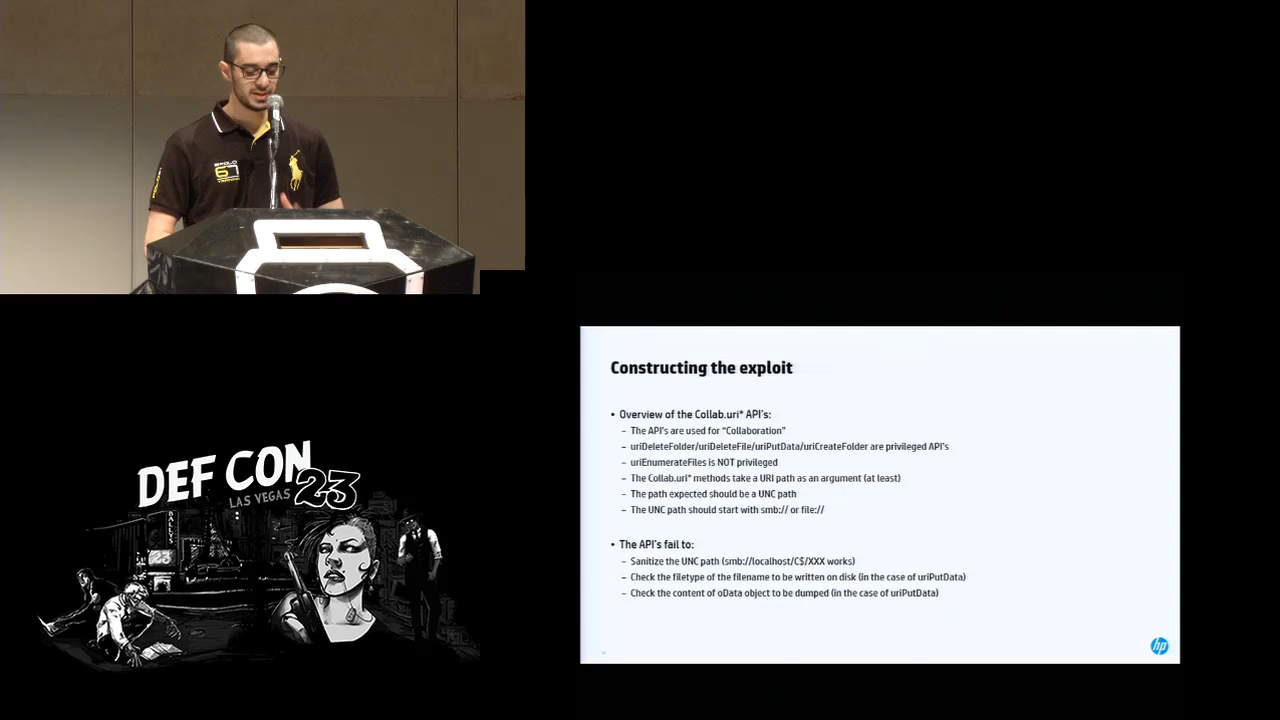 67
DEF CON
LAS VEGAS 23
BALLYS
Constructing the exploit
• Overview of the Collab.uri* API's:
– The API's are used for “Collaboration”
– uriDeleteFolder/uriDeleteFile/uriPutData/uriCreateFolder are privileged API's
– uriEnumerateFiles is NOT privileged
– The Collab.uri* methods take a URI path as an argument (at least)
– The path expected should be a UNC path
– The UNC path should start with smb:// or file://
• The API's fail to:
– Sanitize the UNC path (smb://localhost/C$/XXX works)
– Check the filetype of the filename to be written on disk (in the case of uriPutData)
– Check the content of oData object to be dumped (in the case of uriPutData)
hp